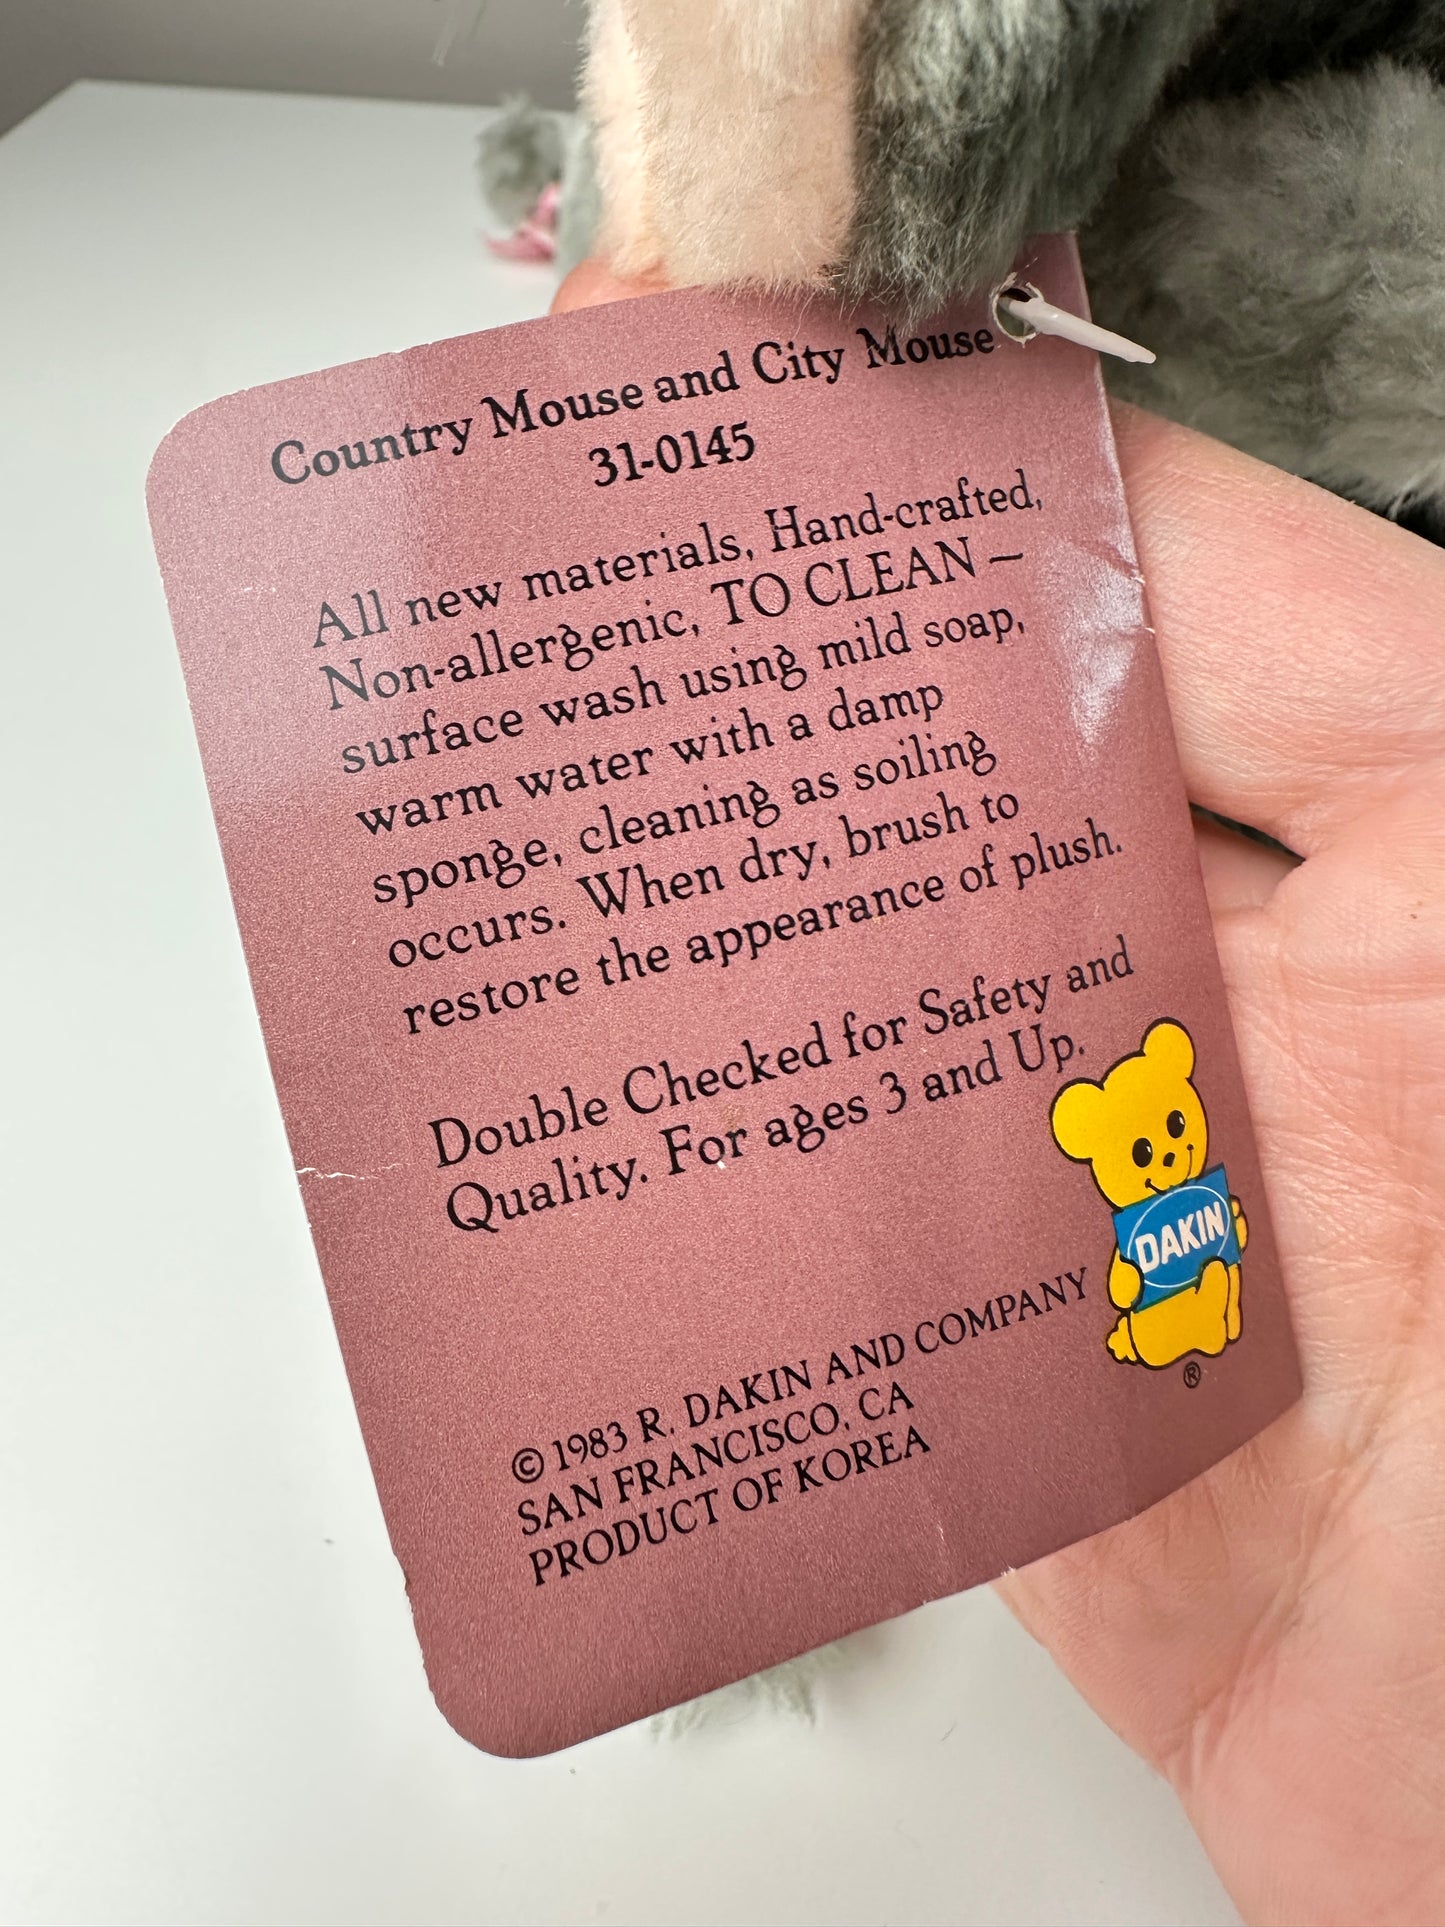 Country Mouse and City Mouse
31-0145
All new materials, Hand-crafted,
Non-allergenic, TO CLEAN —
surface wash using mild soap,
warm water with a damp
sponge, cleaning as soiling
occurs. When dry, brush to
restore the appearance of plush.
Double Checked for Safety and
Quality. For ages 3 and Up.
DAKIN
®
© 1983 R. DAKIN AND COMPANY
SAN FRANCISCO, CA
PRODUCT OF KOREA